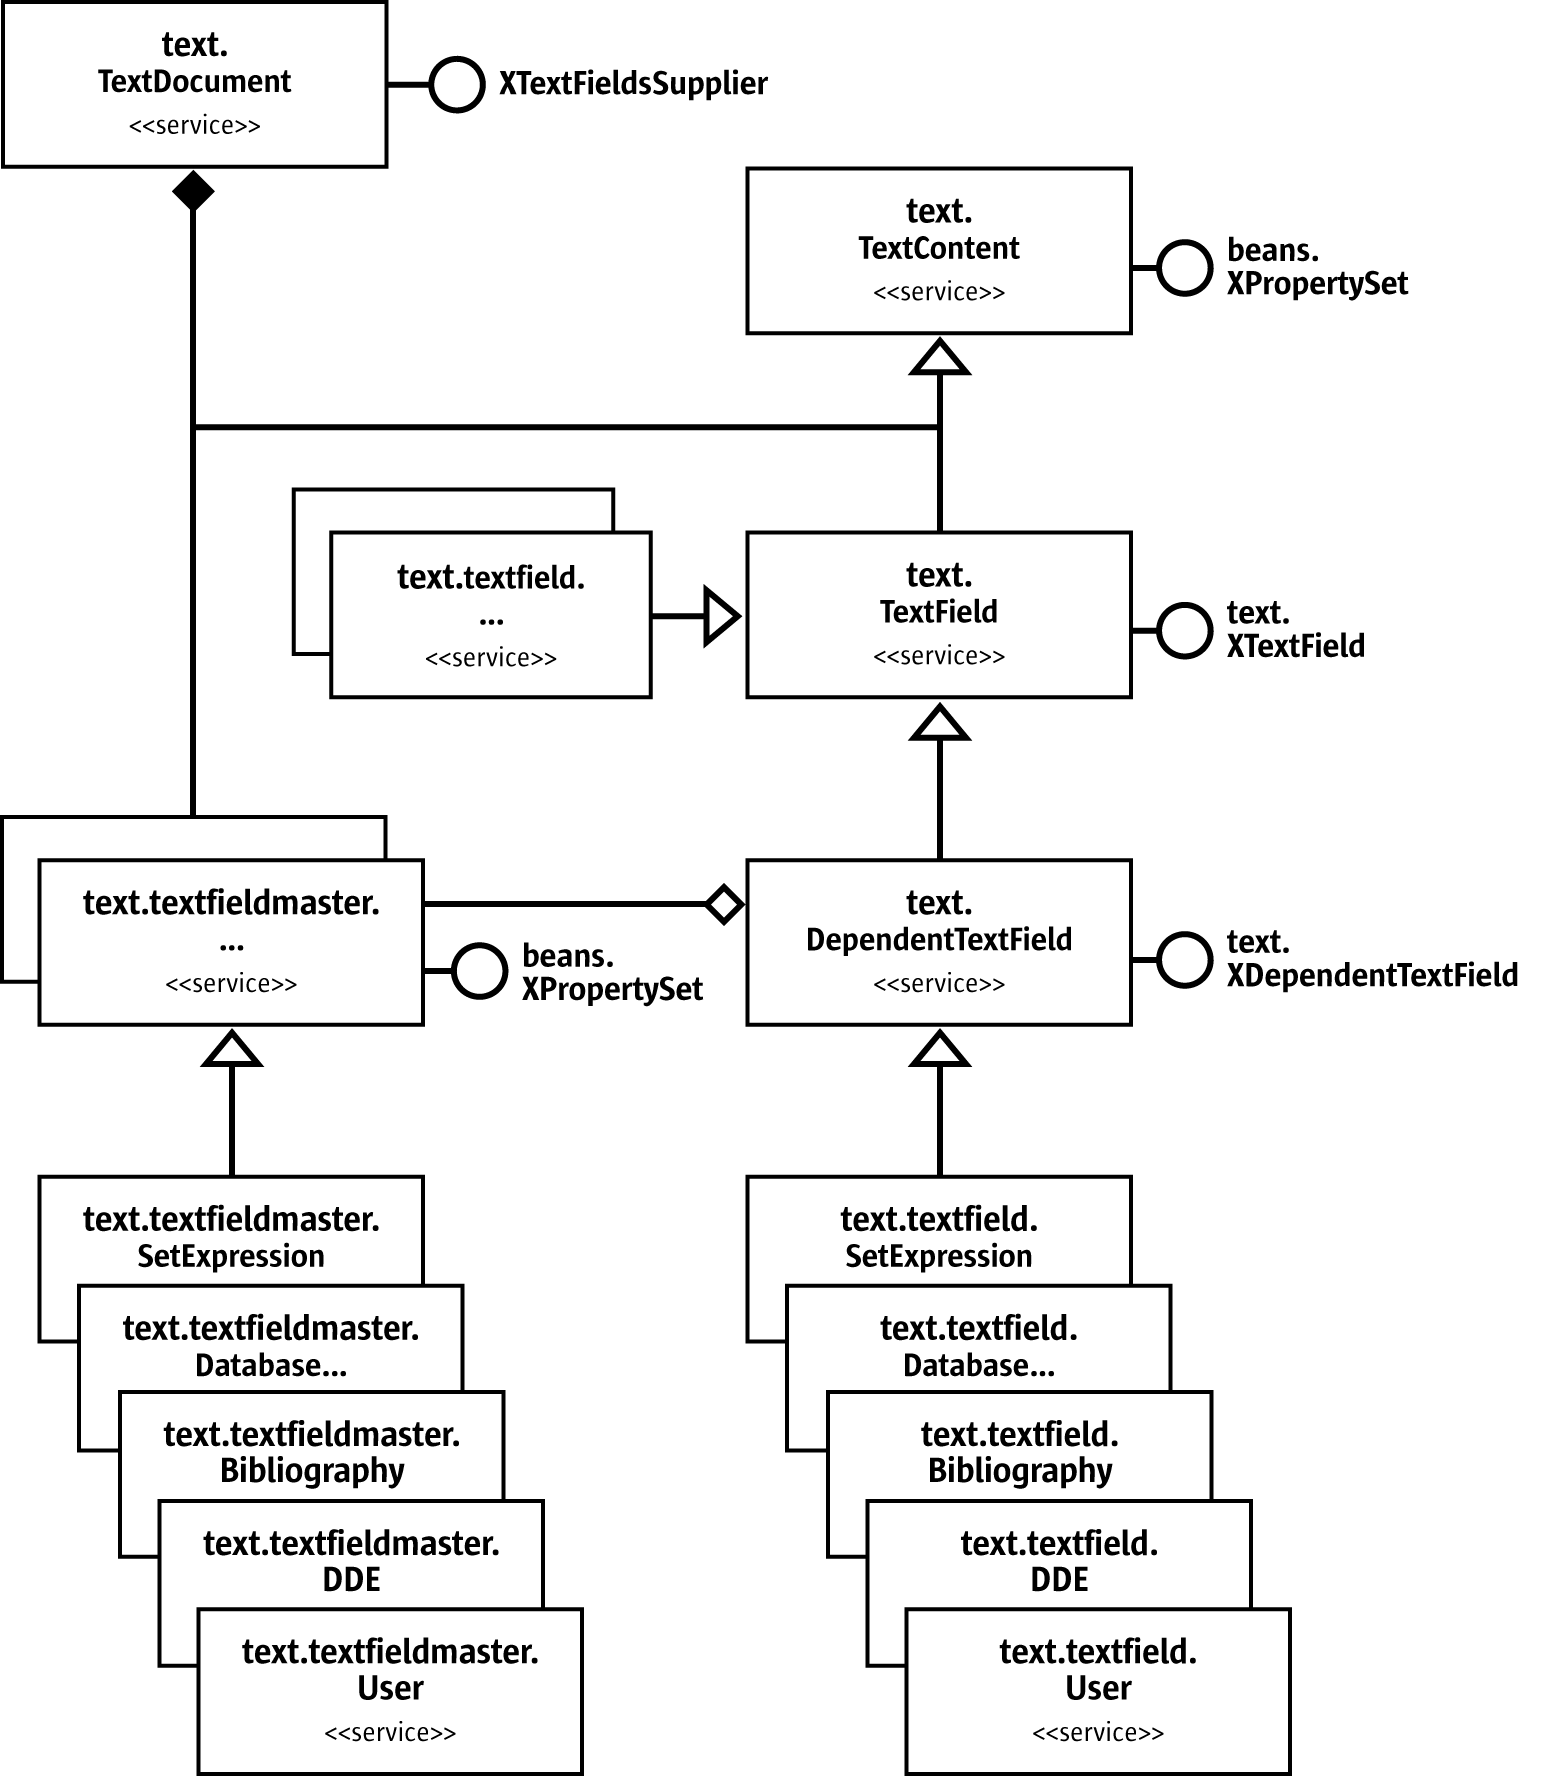 text.
TextDocument
<<service>>
XTextFieldsSupplier
text.
TextContent
<<service>>
beans.
XPropertySet
text.textfield.
...
<<service>>
text.
TextField
<<service>>
text.
XTextField
text.textfieldmaster.
...
<<service>>
beans.
XPropertySet
text.
DependentTextField
<<service>>
text.
XDependentTextField
text.textfieldmaster.
SetExpression
text.textfieldmaster.
Database...
text.textfieldmaster.
Bibliography
text.textfieldmaster.
DDE
text.textfieldmaster.
User
<<service>>
text.textfield.
SetExpression
text.textfield.
Database...
text.textfield.
Bibliography
text.textfield.
DDE
text.textfield.
User
<<service>>